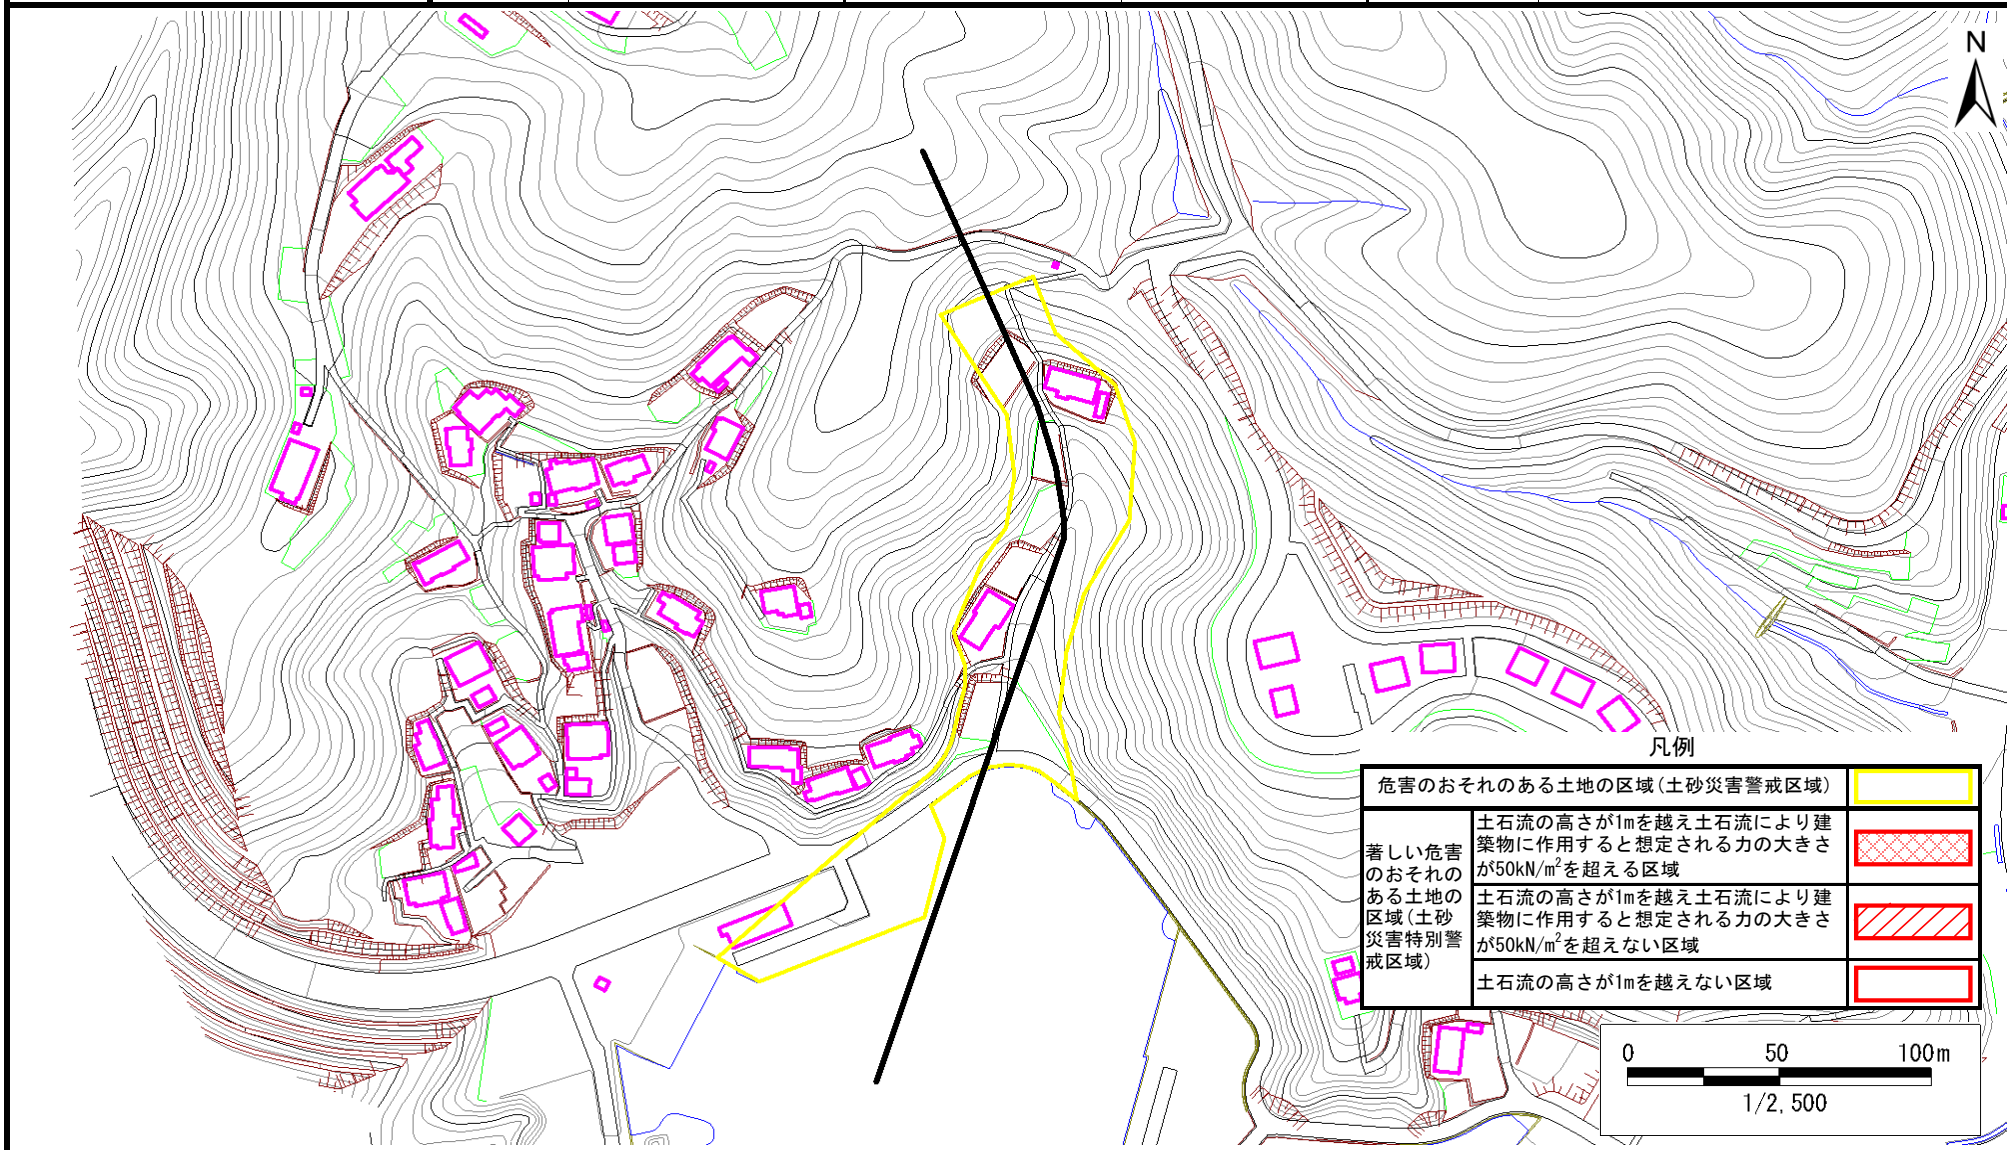 N
凡例
危害のおそれのある土地の区域(土砂災害警戒区域)
著しい危害
のおそれの
ある土地の
区域(土砂
災害特別警
戒区域)
土石流の高さが1mを越え土石流により建
築物に作用すると想定される力の大きさ
が50kN/m²を超える区域
土石流の高さが1mを越え土石流により建
築物に作用すると想定される力の大きさ
が50kN/m²を超えない区域
土石流の高さが1mを越えない区域
0 50 100m
1/2,500